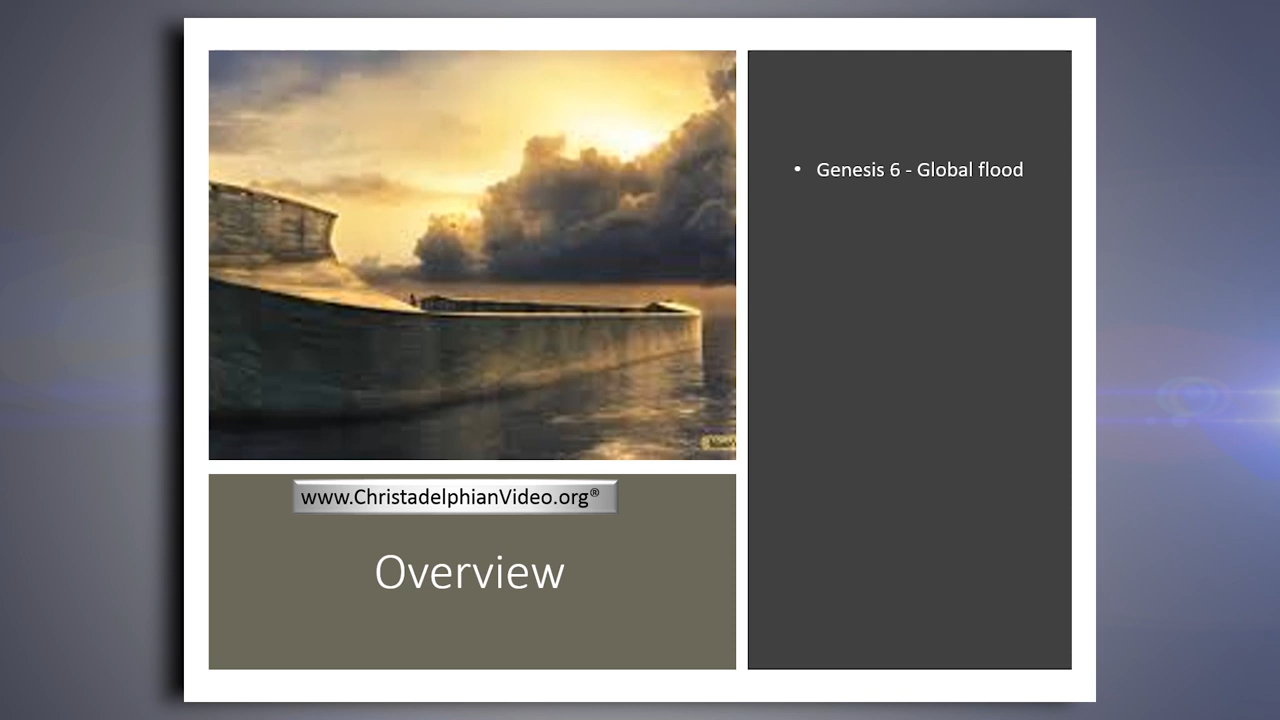 • Genesis 6 - Global flood
www.ChristadelphianVideo.org®
Overview